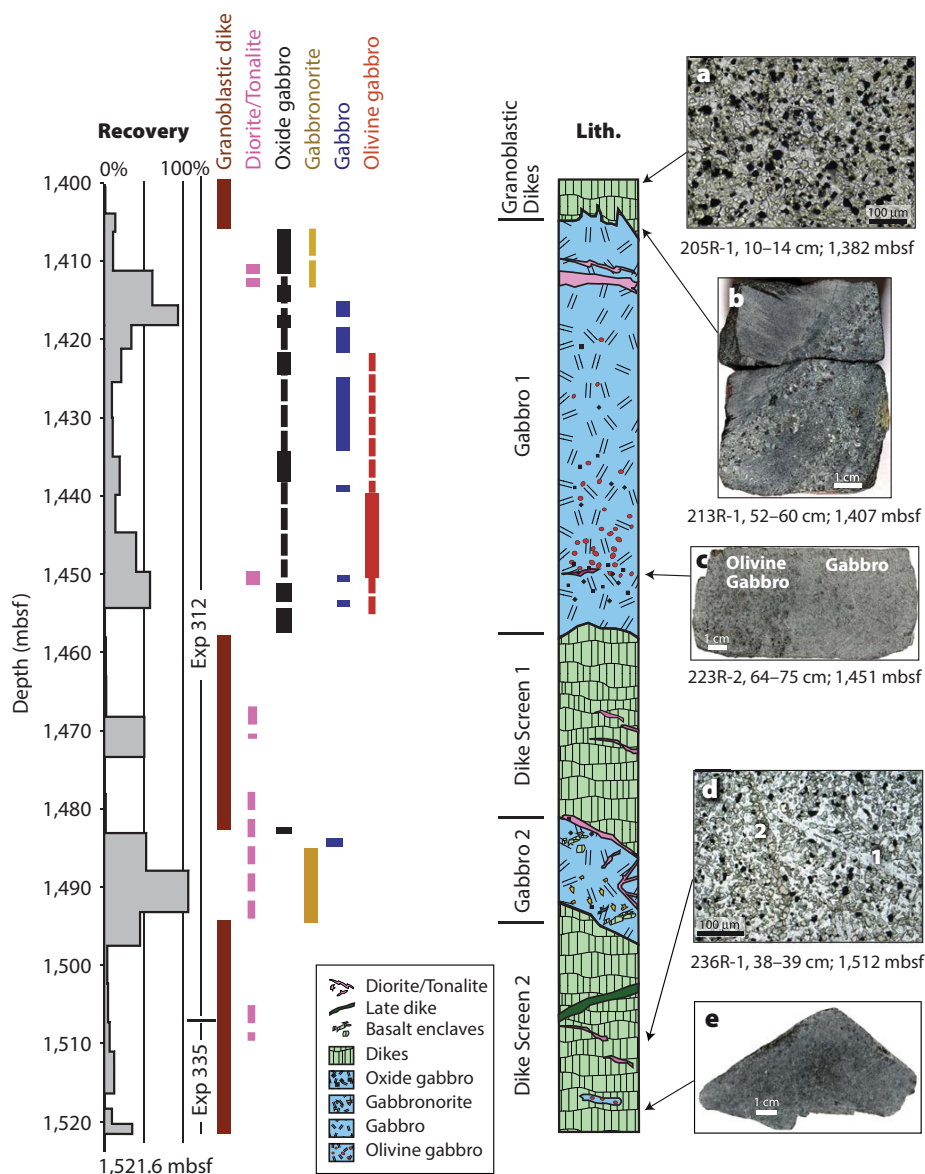 Recovery
0%
100%
Granoblastic dike
Diorite/Tonalite
Oxide gabbro
Gabbronorite
Gabbro
Olivine gabbro
Depth (mbsf)
1,400
1,410
1,420
1,430
1,440
1,450
1,460
1,470
1,480
1,490
1,500
1,510
1,520
1,521.6 mbsf
Exp 312
Exp 335
Lith.
Granoblastic
Dikes
Gabbro 1
Dike Screen 1
Gabbro 2
Dike Screen 2
Diorite/Tonalite
Late dike
Basalt enclaves
Dikes
Oxide gabbro
Gabbronorite
Gabbro
Olivine gabbro
a
100 µm
205R-1, 10–14 cm; 1,382 mbsf
b
1 cm
213R-1, 52–60 cm; 1,407 mbsf
c
Olivine
Gabbro
Gabbro
1 cm
223R-2, 64–75 cm; 1,451 mbsf
d
2
1
100 µm
236R-1, 38–39 cm; 1,512 mbsf
e
1 cm